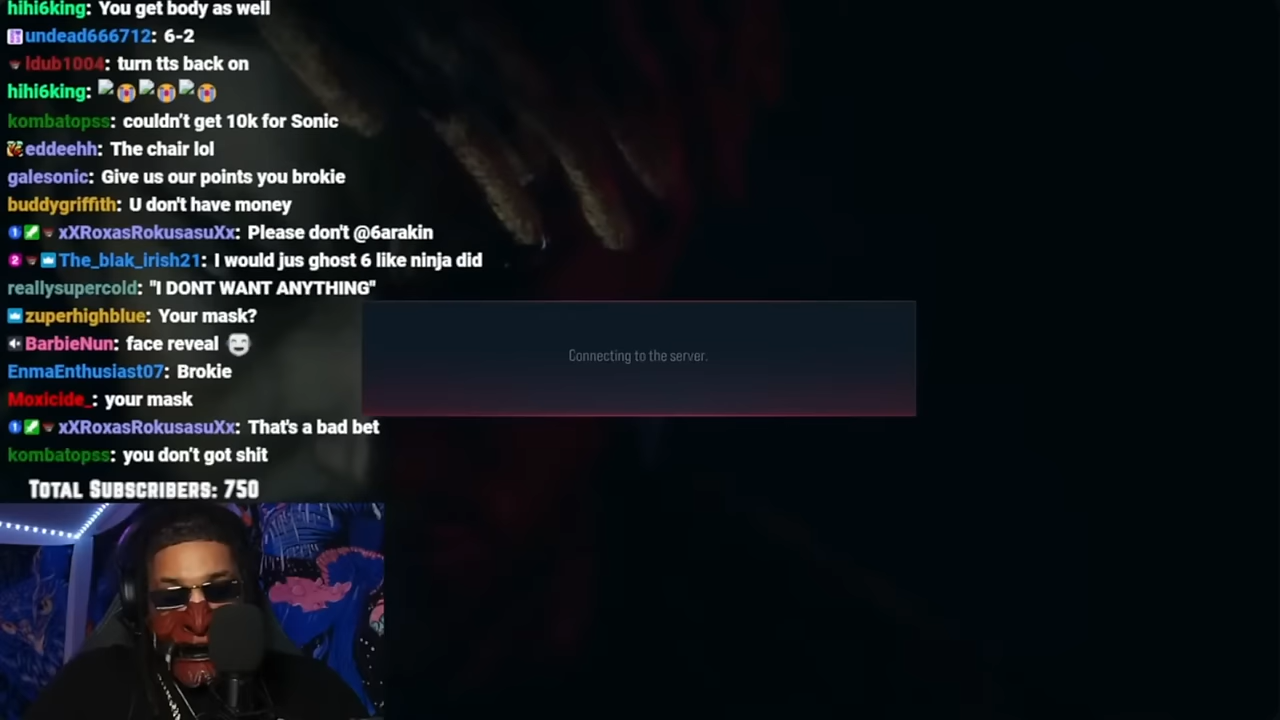 hihi6king: You get body as well
undead666712: 6-2
ldub1004: turn tts back on
hihi6king: 😭😭😭
kombatopss: couldn't get 10k for Sonic
eddeehh: The chair lol
galesonic: Give us our points you brokie
buddygriffith: U don't have money
xXRoxasRokusasuXx: Please don't @6arakin
The_blak_irish21: I would jus ghost 6 like ninja did
reallysupercold: "I DONT WANT ANYTHING"
zuperhighblue: Your mask?
BarbieNun: face reveal
EnmaEnthusiast07: Brokie
Moxicide_: your mask
xXRoxasRokusasuXx: That's a bad bet
kombatopss: you don't got shit
TOTAL SUBSCRIBERS: 750
Connecting to the server.